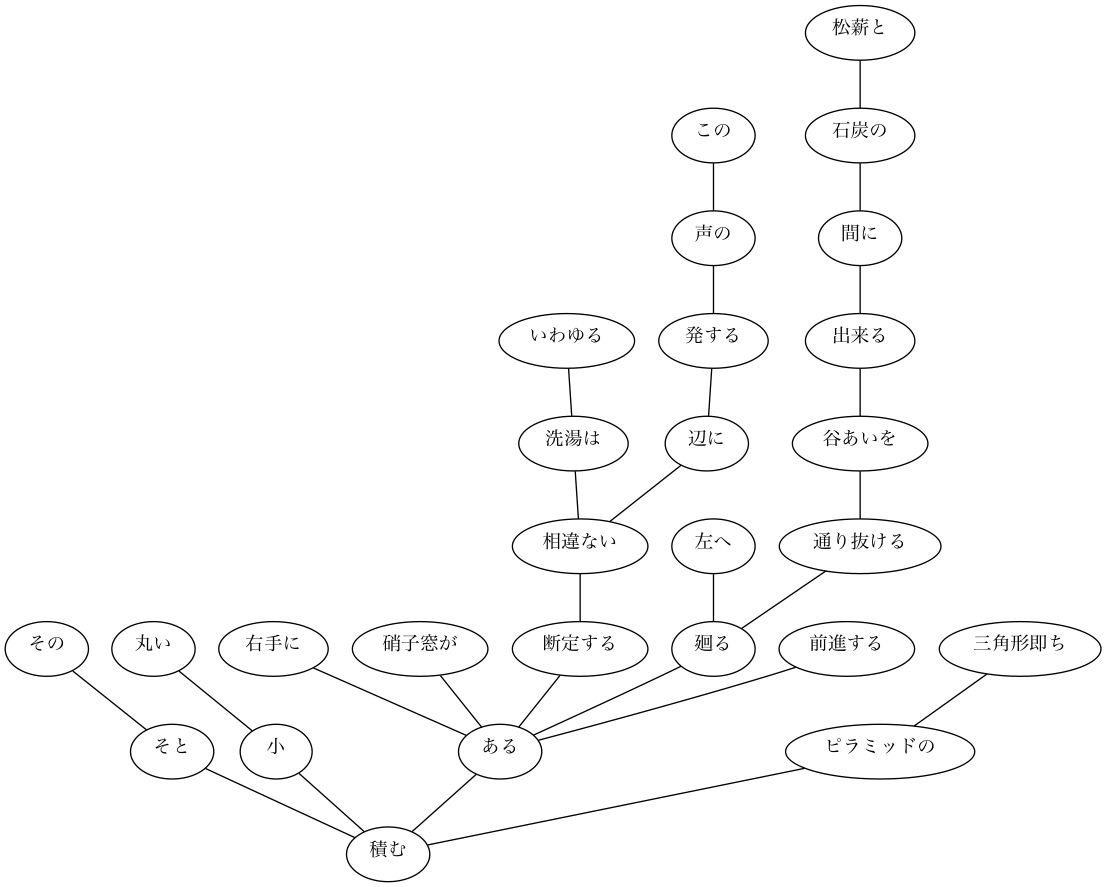 松薪と
この
石炭の
声の
間に
いわゆる
発する
出来る
洗湯は
辺に
谷あいを
相違ない
左へ
通り抜ける
その
丸い
右手に
硝子窓が
断定する
廻る
前進する
三角形即ち
そと
小
ある
ピラミッドの
積む